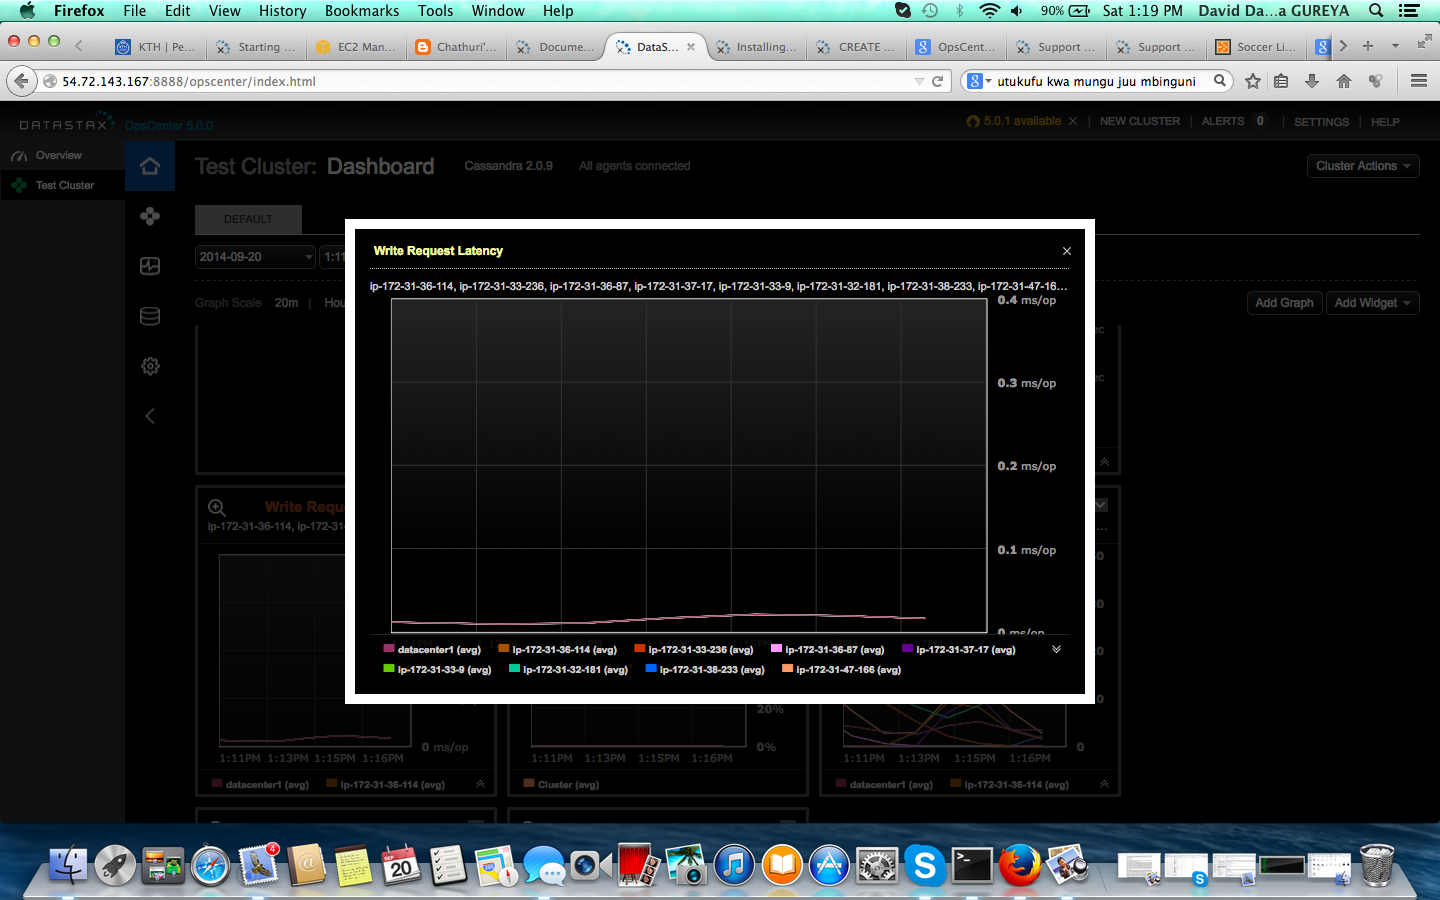 Firefox File Edit View History Bookmarks Tools Window Help 90% Sat 1:19 PM David Da...a GUREYA
KTH | Pe... Starting ... EC2 Man... Chathuri'... Docume... DataS... Installing... CREATE ... OpsCent... Support ... Support ... Soccer Li...
54.72.143.167:8888/opscenter/index.html utukufu kwa mungu juu mbinguni
DATASTAX OpsCenter 5.0.0 5.0.1 available NEW CLUSTER ALERTS 0 SETTINGS HELP
Overview
Test Cluster
Test Cluster: Dashboard Cassandra 2.0.9 All agents connected Cluster Actions
DEFAULT
2014-09-20 1:11
Graph Scale 20m | Hou
Add Graph Add Widget
Write Request Latency
ip-172-31-36-114, ip-172-31-33-236, ip-172-31-36-87, ip-172-31-37-17, ip-172-31-33-9, ip-172-31-32-181, ip-172-31-38-233, ip-172-31-47-16...
0.4 ms/op
0.3 ms/op
0.2 ms/op
0.1 ms/op
0 ms/op
datacenter1 (avg) ip-172-31-36-114 (avg) ip-172-31-33-236 (avg) ip-172-31-36-87 (avg) ip-172-31-37-17 (avg)
ip-172-31-33-9 (avg) ip-172-31-32-181 (avg) ip-172-31-38-233 (avg) ip-172-31-47-166 (avg)
Write Requ
ip-172-31-36-114, ip-172-31
0 ms/op
1:11PM 1:13PM 1:15PM 1:16PM
datacenter1 (avg) ip-172-31-36-114 (avg)
20%
0%
1:11PM 1:13PM 1:15PM 1:16PM
Cluster (avg)
0
1:11PM 1:13PM 1:15PM 1:16PM
datacenter1 (avg) ip-172-31-36-114 (avg)
4
SEP
20